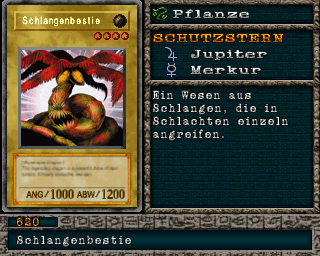 Schlangenbestie
ANG/1000 ABW/1200
Pflanze
SCHUTZSTERN
Jupiter
Merkur
Ein Wesen aus
Schlangen, die in
Schlachten einzeln
angreifen.
620
Schlangenbestie